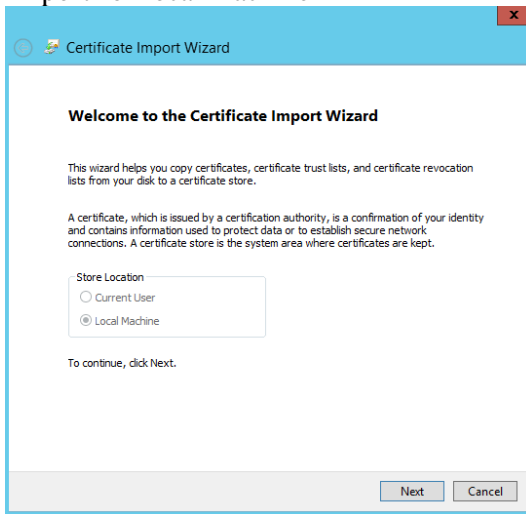 Certificate Import Wizard
Welcome to the Certificate Import Wizard
This wizard helps you copy certificates, certificate trust lists, and certificate revocation
lists from your disk to a certificate store.
A certificate, which is issued by a certification authority, is a confirmation of your identity
and contains information used to protect data or to establish secure network
connections. A certificate store is the system area where certificates are kept.
Store Location
Current User
Local Machine
To continue, click Next.
Next Cancel